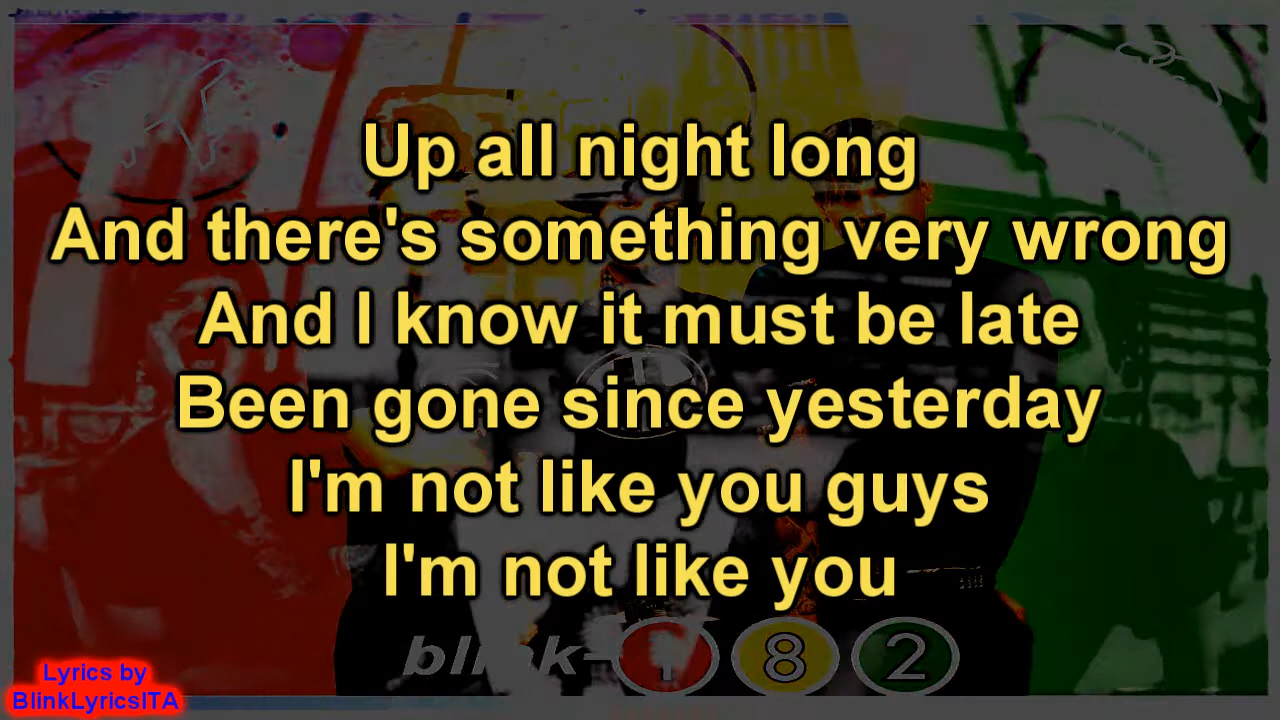 Up all night long
And there's something very wrong
And I know it must be late
Been gone since yesterday
I'm not like you guys
I'm not like you
blink-182
Lyrics by
BlinkLyricsITA